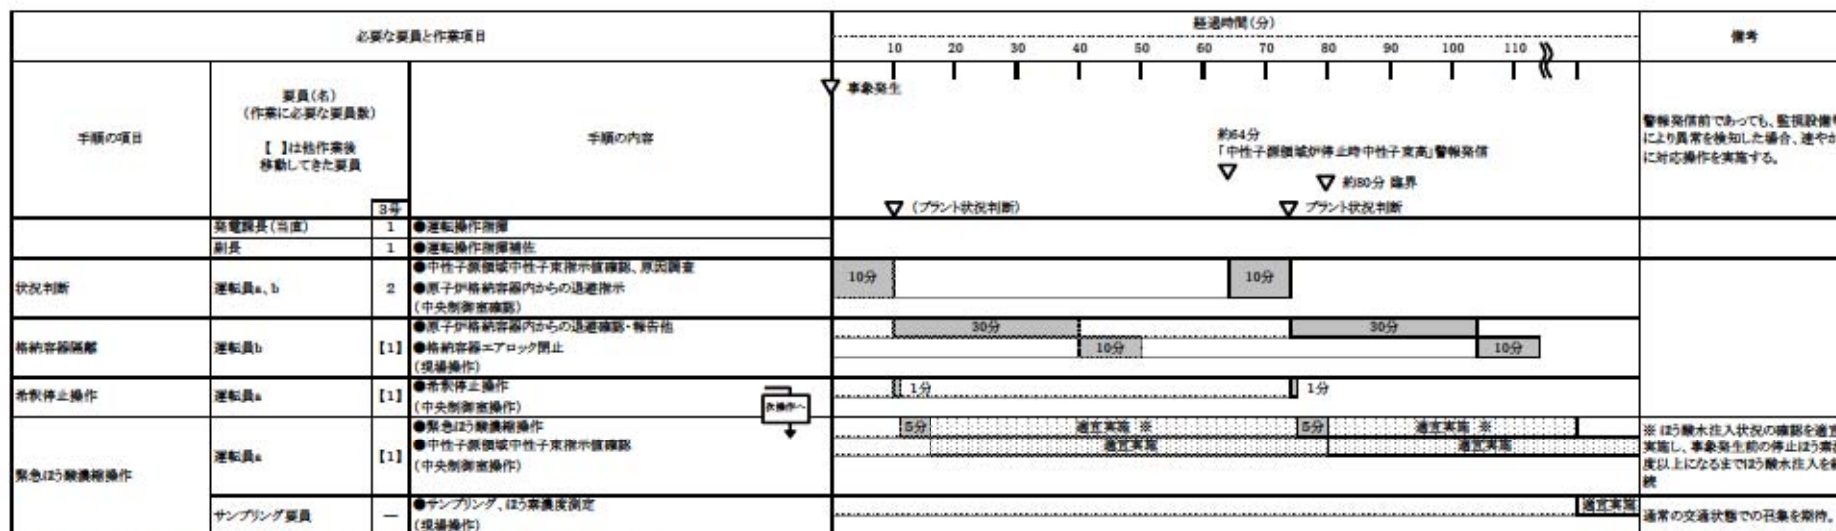 必要な要員と作業項目
経過時間(分)
備考
10 20 30 40 50 60 70 80 90 100 110
手順の項目
要員(名)
(作業に必要な要員数)
【 】は他作業後
移動してきた要員
3号
手順の内容
事象発生
約64分
「中性子源領域炉停止時中性子束高」警報発信
約80分 臨界
(プラント状況判断)
プラント状況判断
警報発信前であっても、監視設備
により異常を検知した場合、速やか
に対応操作を実施する。
発電課長(当直) 1 ●運転操作指揮
副長 1 ●運転操作指揮補佐
状況判断
運転員a、b
2
●中性子源領域中性子束指示値確認、原因調査
●原子炉格納容器内からの退避指示
(中央制御室確認)
10分 10分
格納容器隔離
運転員b
【1】
●原子炉格納容器内からの退避確認・報告他
●格納容器エアロック閉止
(現場操作)
30分 30分
10分 10分
希釈停止操作
運転員a
【1】
●希釈停止操作
(中央制御室操作)
次操作へ
1分 1分
緊急ほう酸濃縮操作
運転員a
【1】
●緊急ほう酸濃縮操作
●中性子源領域中性子束指示値確認
(中央制御室操作)
5分 適宜実施 ※ 5分 適宜実施 ※
適宜実施 適宜実施
※ ほう酸水注入状況の確認を適宜
実施し、事象発生前の停止ほう素濃
度以上になるまでほう酸水注入を継
続
サンプリング要員
―
●サンプリング、ほう素濃度測定
(現場操作)
適宜実施
通常の交通状態での召集を期待。